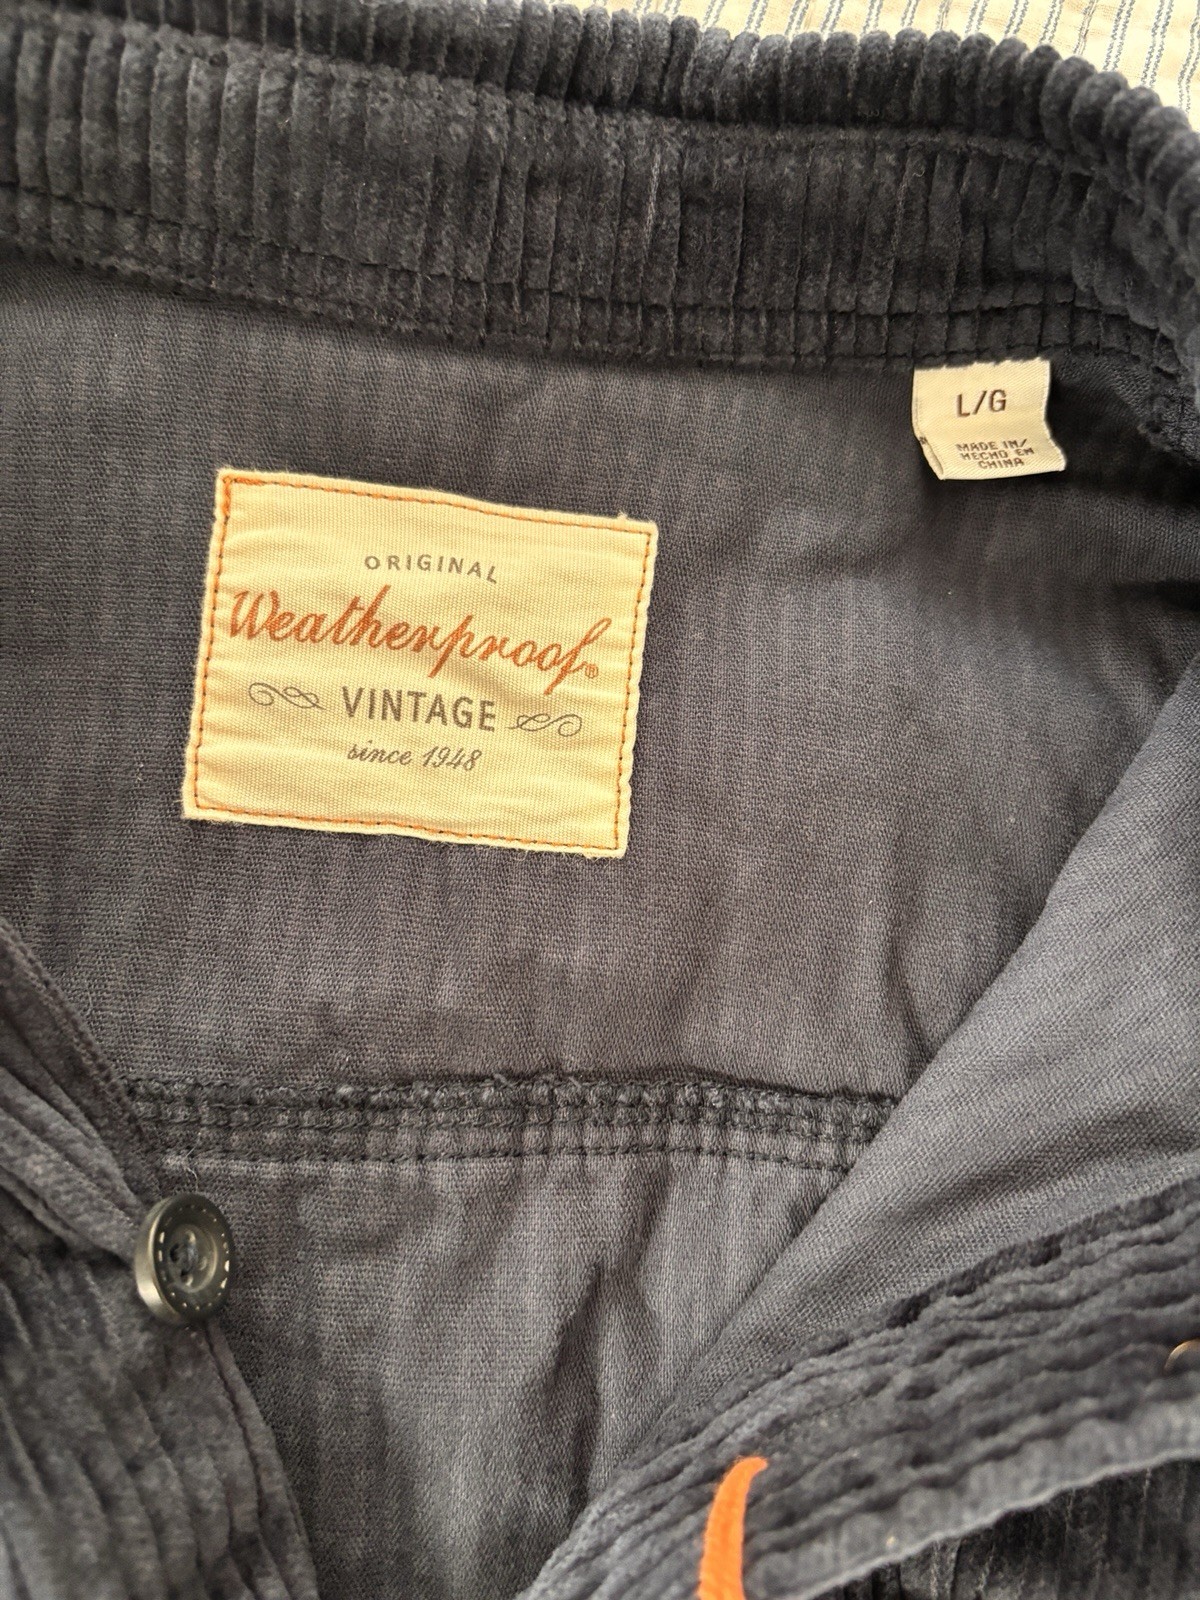 ORIGINAL
Weatherproof®
VINTAGE
since 1948
L/G
MADE IN/
HECHO EN
CHINA